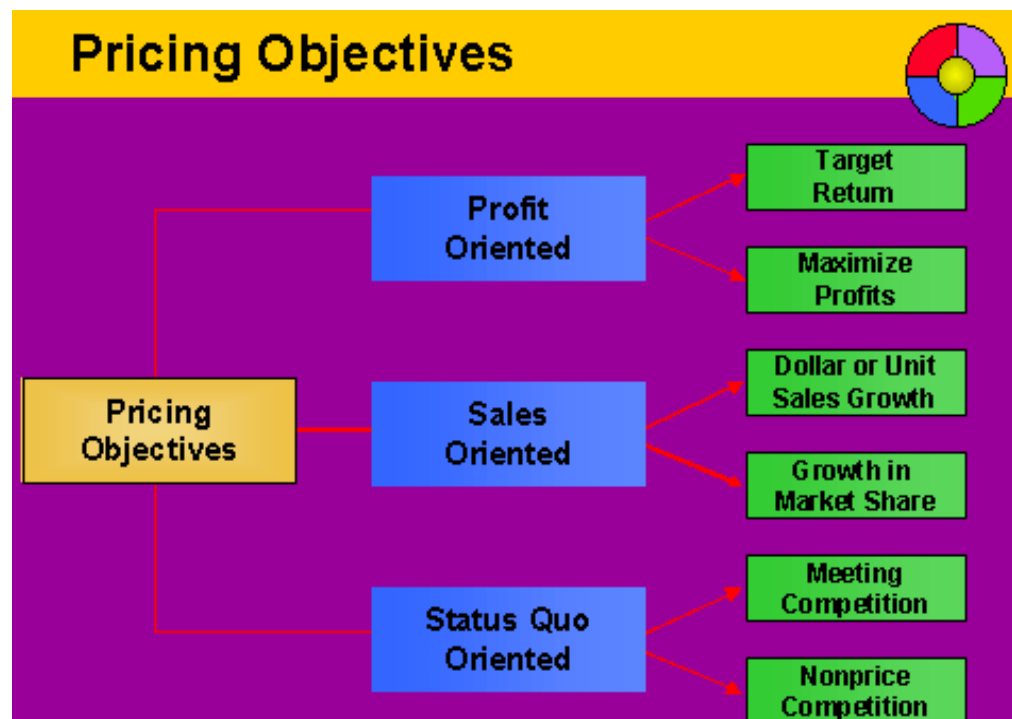 Pricing Objectives
Profit
Oriented
Target
Return
Maximize
Profits
Pricing
Objectives
Sales
Oriented
Dollar or Unit
Sales Growth
Growth in
Market Share
Status Quo
Oriented
Meeting
Competition
Nonprice
Competition